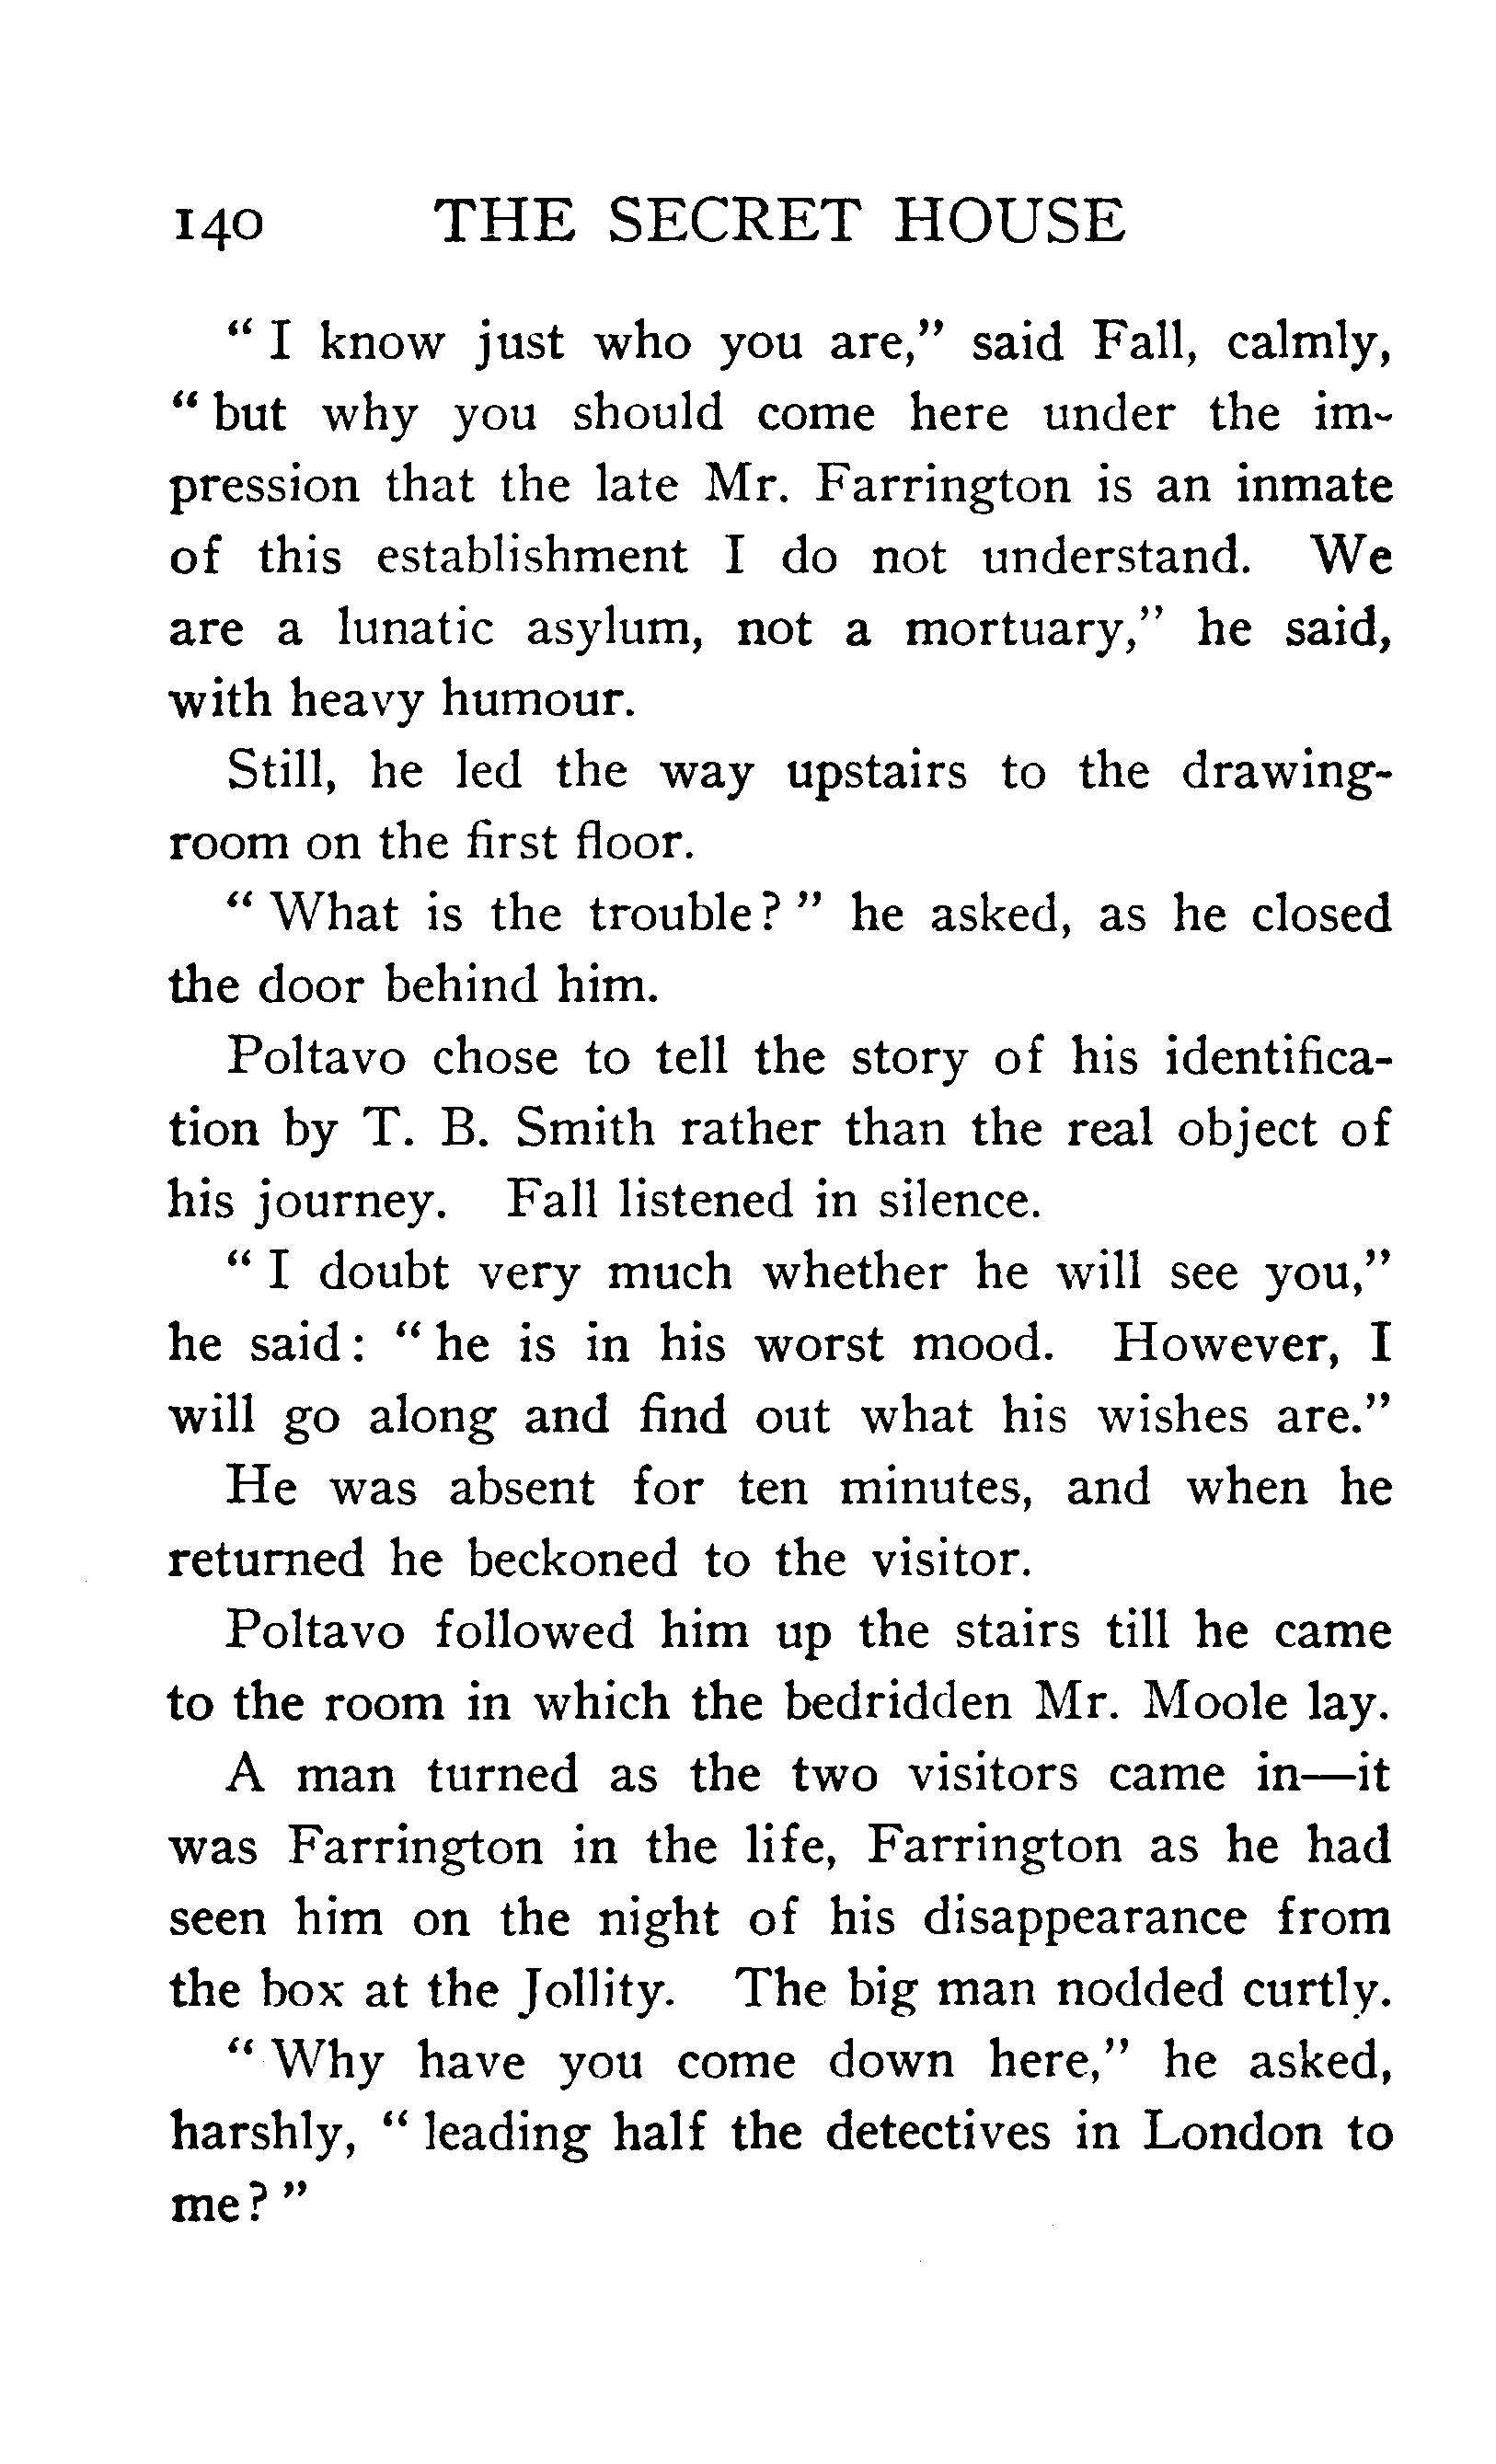 140 THE SECRET HOUSE
“ I know just who you are,” said Fall, calmly,
“ but why you should come here under the im-
pression that the late Mr. Farrington is an inmate
of this establishment I do not understand. We
are a lunatic asylum, not a mortuary,” he said,
with heavy humour.
Still, he led the way upstairs to the drawing-
room on the first floor.
“ What is the trouble? ” he asked, as he closed
the door behind him.
Poltavo chose to tell the story of his identifica-
tion by T. B. Smith rather than the real object of
his journey. Fall listened in silence.
“ I doubt very much whether he will see you,”
he said: “ he is in his worst mood. However, I
will go along and find out what his wishes are.”
He was absent for ten minutes, and when he
returned he beckoned to the visitor.
Poltavo followed him up the stairs till he came
to the room in which the bedridden Mr. Moole lay.
A man turned as the two visitors came in—it
was Farrington in the life, Farrington as he had
seen him on the night of his disappearance from
the box at the Jollity. The big man nodded curtly.
“ Why have you come down here,” he asked,
harshly, “ leading half the detectives in London to
me? ”